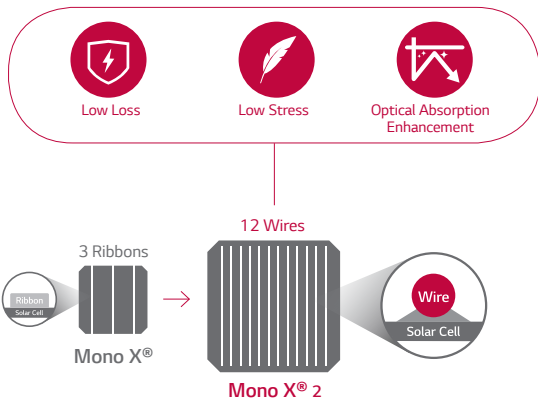 Low Loss
Low Stress
Optical Absorption
Enhancement
12 Wires
3 Ribbons
Ribbon
Solar Cell
Wire
Solar Cell
Mono X®
Mono X® 2